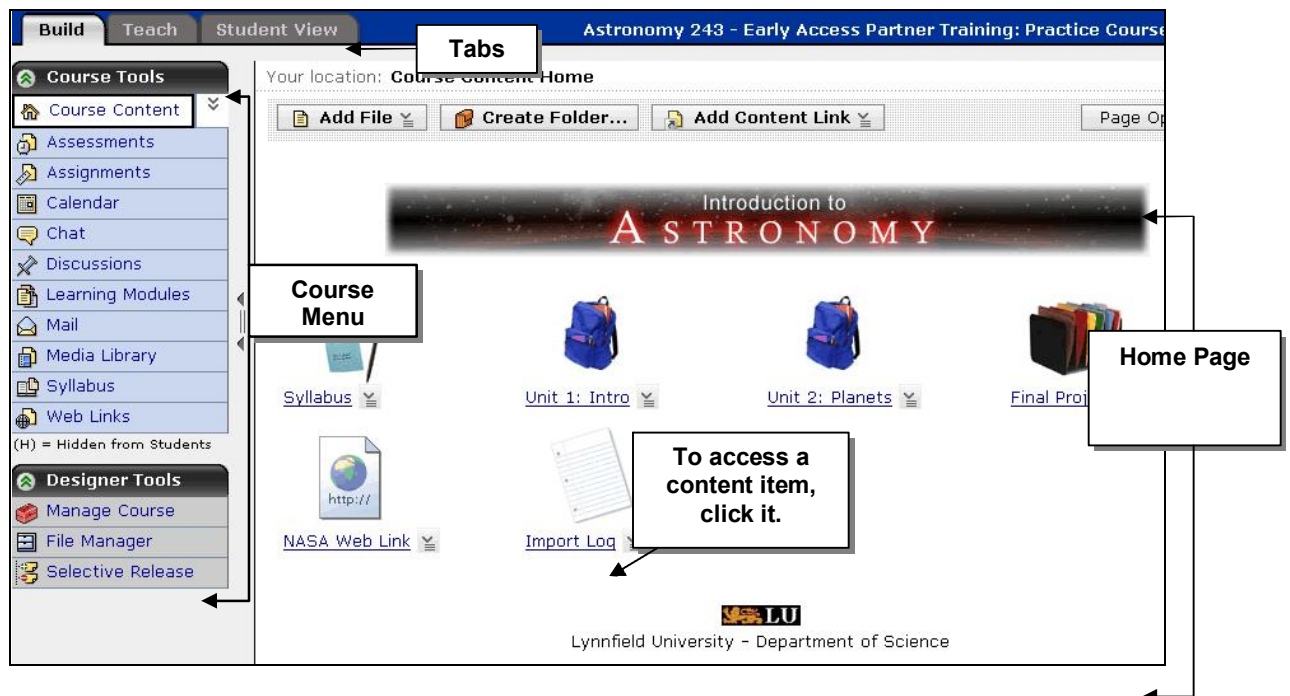 Build Teach Student View Astronomy 243 - Early Access Partner Training: Practice Course
Tabs
Course Tools
Course Content
Assessments
Assignments
Calendar
Chat
Discussions
Learning Modules
Mail
Media Library
Syllabus
Web Links
(H) = Hidden from Students
Designer Tools
Manage Course
File Manager
Selective Release
Your location: Course Content Home
Add File Create Folder... Add Content Link Page Op
Introduction to
ASTRONOMY
Course
Menu
Home Page
Syllabus Unit 1: Intro Unit 2: Planets Final Proj
http://
To access a
content item,
click it.
NASA Web Link Import Log
LU
Lynnfield University - Department of Science